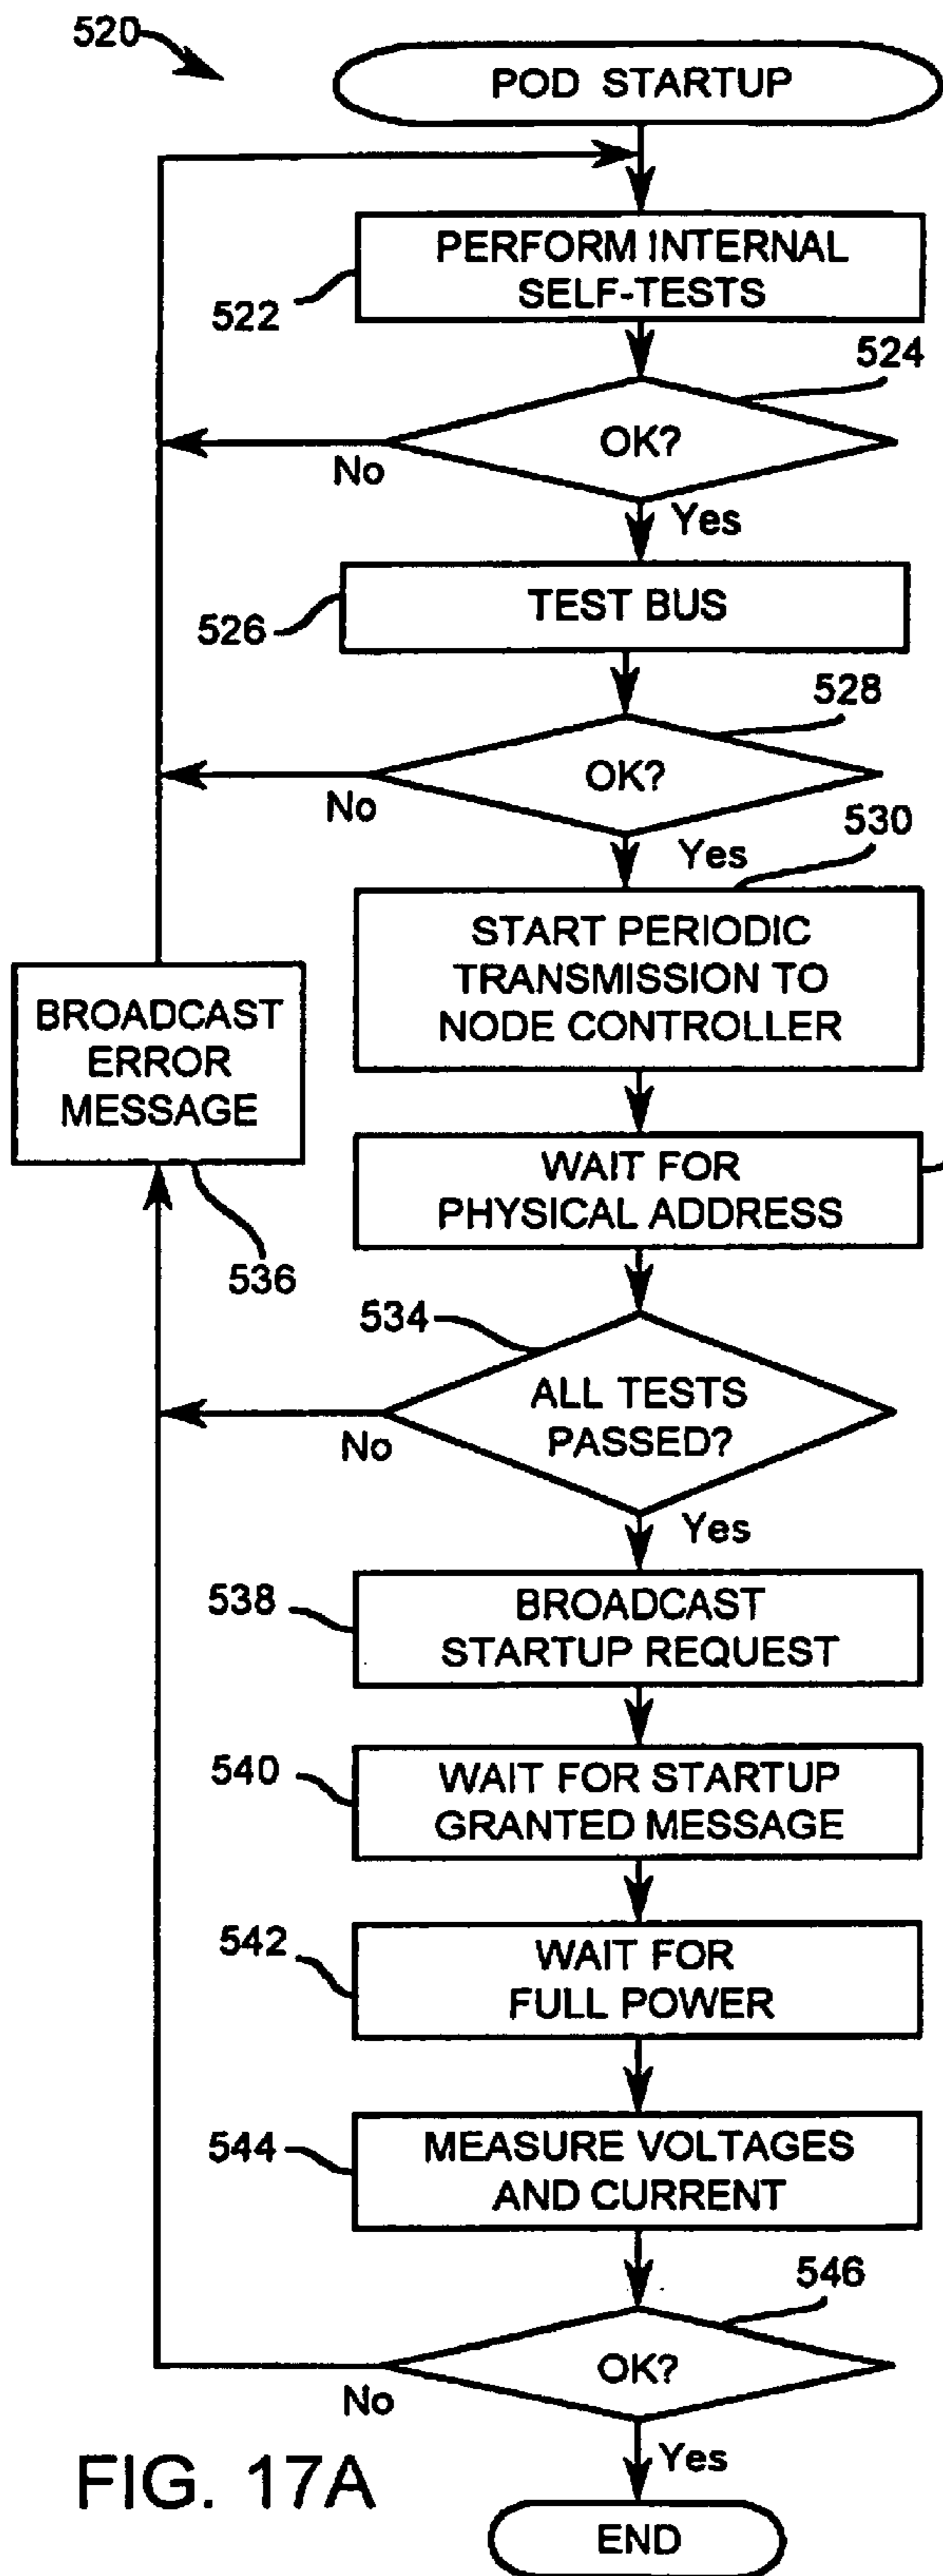 520
POD STARTUP
PERFORM INTERNAL
SELF-TESTS
522
524
OK?
No
Yes
TEST BUS
526
528
OK?
No
Yes
530
START PERIODIC
TRANSMISSION TO
NODE CONTROLLER
BROADCAST
ERROR
MESSAGE
536
WAIT FOR
PHYSICAL ADDRESS
534
ALL TESTS
PASSED?
No
Yes
538
BROADCAST
STARTUP REQUEST
540
WAIT FOR STARTUP
GRANTED MESSAGE
542
WAIT FOR
FULL POWER
544
MEASURE VOLTAGES
AND CURRENT
546
OK?
No
Yes
FIG. 17A
END